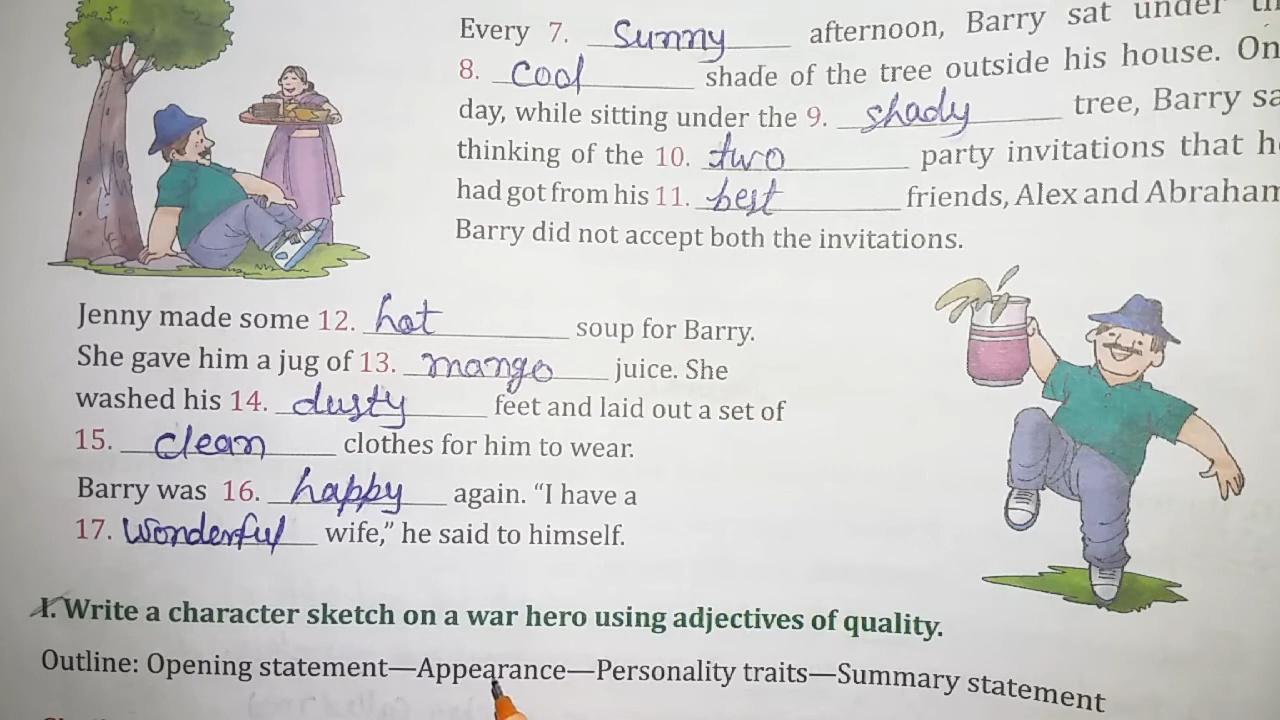 Every 7. Sunny afternoon, Barry sat under
8. cool shade of the tree outside his house. On
day, while sitting under the 9. shady tree, Barry
thinking of the 10. two party invitations that
had got from his 11. best friends, Alex and Abraham
Barry did not accept both the invitations.
Jenny made some 12. hot soup for Barry.
She gave him a jug of 13. mango juice. She
washed his 14. dusty feet and laid out a set of
15. clean clothes for him to wear.
Barry was 16. happy again. “I have a
17. Wonderful wife,” he said to himself.
I. Write a character sketch on a war hero using adjectives of quality.
Outline: Opening statement—Appearance—Personality traits—Summary statement